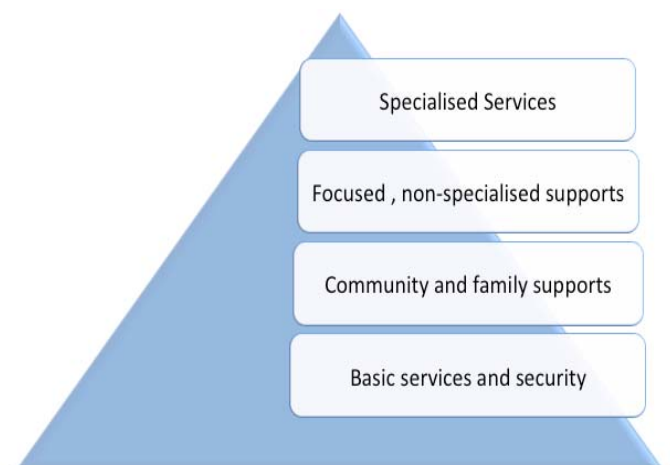 Specialised Services
Focused , non-specialised supports
Community and family supports
Basic services and security